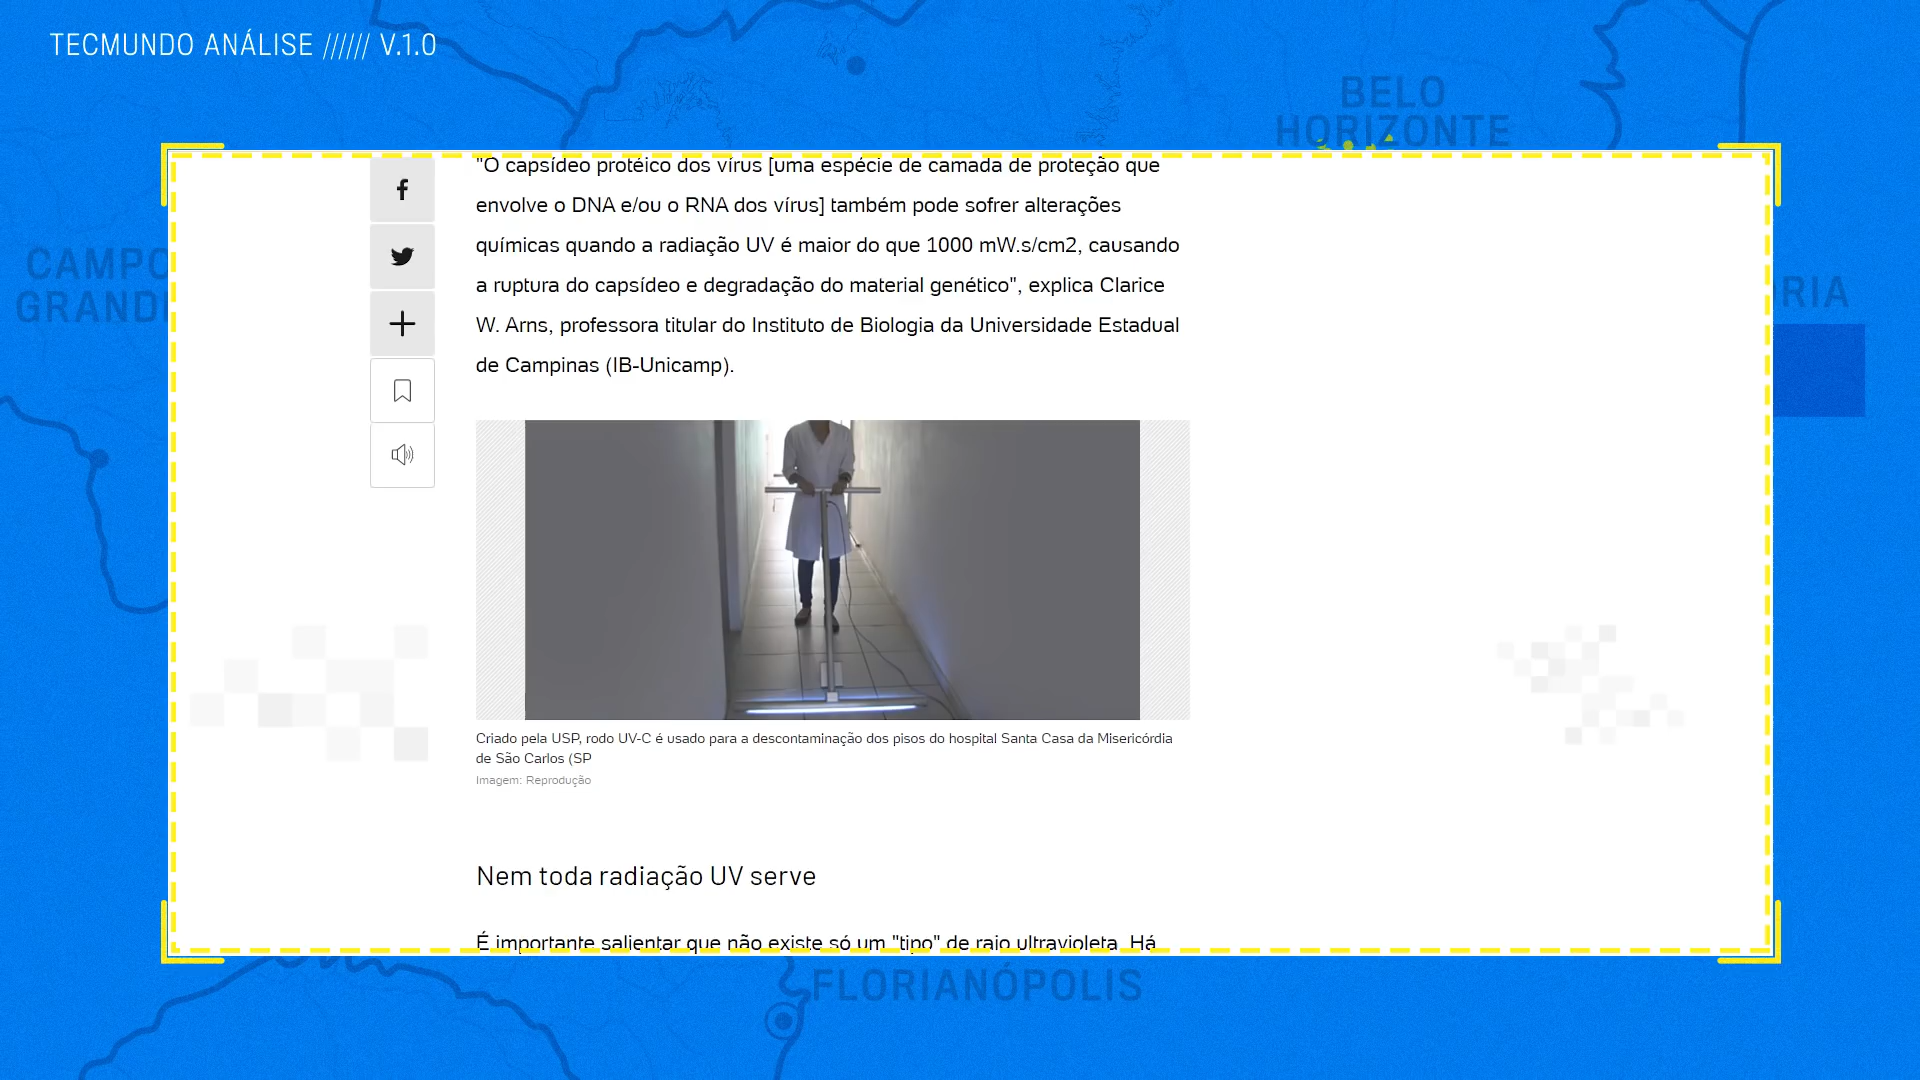 TECMUNDO ANÁLISE ////// V.1.0
BELO
HORIZONTE
CAMPO
GRANDE
"O capsídeo protéico dos vírus [uma espécie de camada de proteção que
envolve o DNA e/ou o RNA dos vírus] também pode sofrer alterações
químicas quando a radiação UV é maior do que 1000 mW.s/cm2, causando
a ruptura do capsídeo e degradação do material genético", explica Clarice
W. Arns, professora titular do Instituto de Biologia da Universidade Estadual
de Campinas (IB-Unicamp).
Criado pela USP, rodo UV-C é usado para a descontaminação dos pisos do hospital Santa Casa da Misericórdia
de São Carlos (SP
Imagem: Reprodução
Nem toda radiação UV serve
É importante salientar que não existe só um "tipo" de raio ultravioleta. Há
FLORIANÓPOLIS